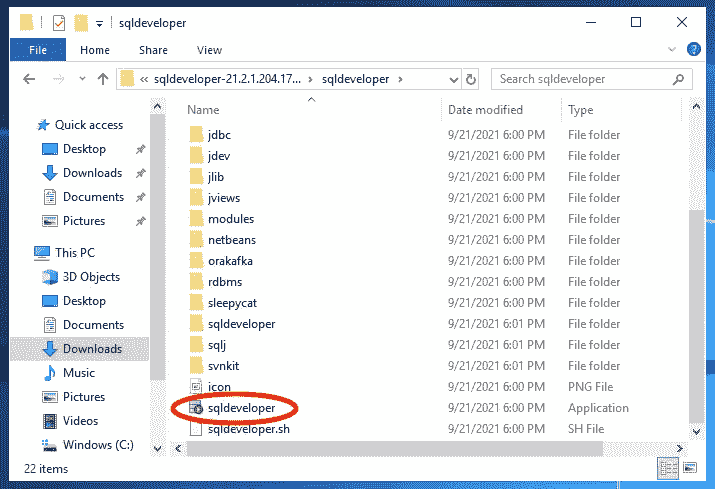 sqldeveloper
File Home Share View
« sqldeveloper-21.2.1.204.17... > sqldeveloper > Search sqldeveloper
Name Date modified Type
Quick access
Desktop
Downloads
Documents
Pictures
This PC
3D Objects
Desktop
Documents
Downloads
Music
Pictures
Videos
Windows (C:)
jdbc 9/21/2021 6:00 PM File folder
jdev 9/21/2021 6:00 PM File folder
jlib 9/21/2021 6:00 PM File folder
jviews 9/21/2021 6:00 PM File folder
modules 9/21/2021 6:00 PM File folder
netbeans 9/21/2021 6:00 PM File folder
orakafka 9/21/2021 6:00 PM File folder
rdbms 9/21/2021 6:00 PM File folder
sleepycat 9/21/2021 6:00 PM File folder
sqldeveloper 9/21/2021 6:01 PM File folder
sqlj 9/21/2021 6:01 PM File folder
svnkit 9/21/2021 6:01 PM File folder
icon 9/21/2021 6:00 PM PNG File
sqldeveloper 9/21/2021 6:00 PM Application
sqldeveloper.sh 9/21/2021 6:00 PM SH File
22 items